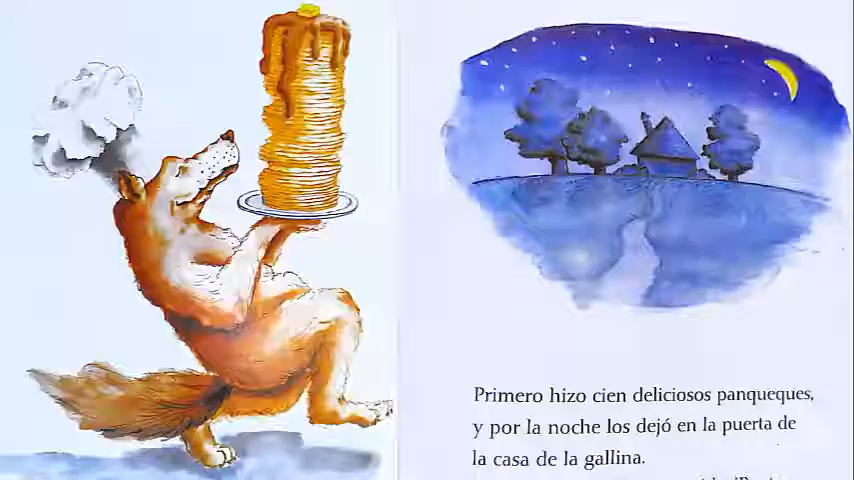 Primero hizo cien deliciosos panqueques,
y por la noche los dejó en la puerta de
la casa de la gallina.